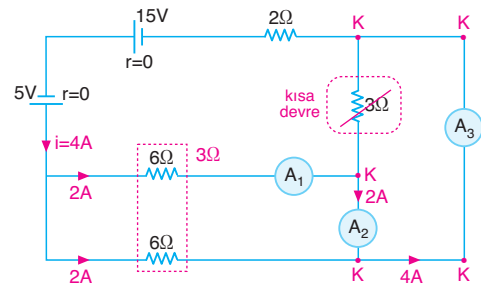 15V
r=0
2Ω
K
K
5V
r=0
kısa
devre
3Ω
A3
i=4A
6Ω
3Ω
A1
K
2A
2A
A2
6Ω
2A
K
4A
K